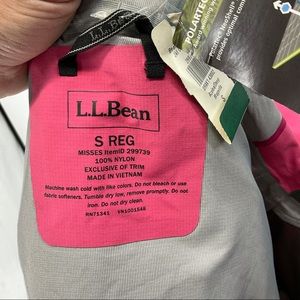 L.L.Bean
POLARTEC
L.L.Bean
S REG
MISSES ItemID 299739
100% NYLON
EXCLUSIVE OF TRIM
MADE IN VIETNAM
Machine wash cold with like colors. Do not bleach or use
fabric softeners. Tumble dry low, remove promptly. Do not
iron. Do not dry clean.
RN71341 VN1001548